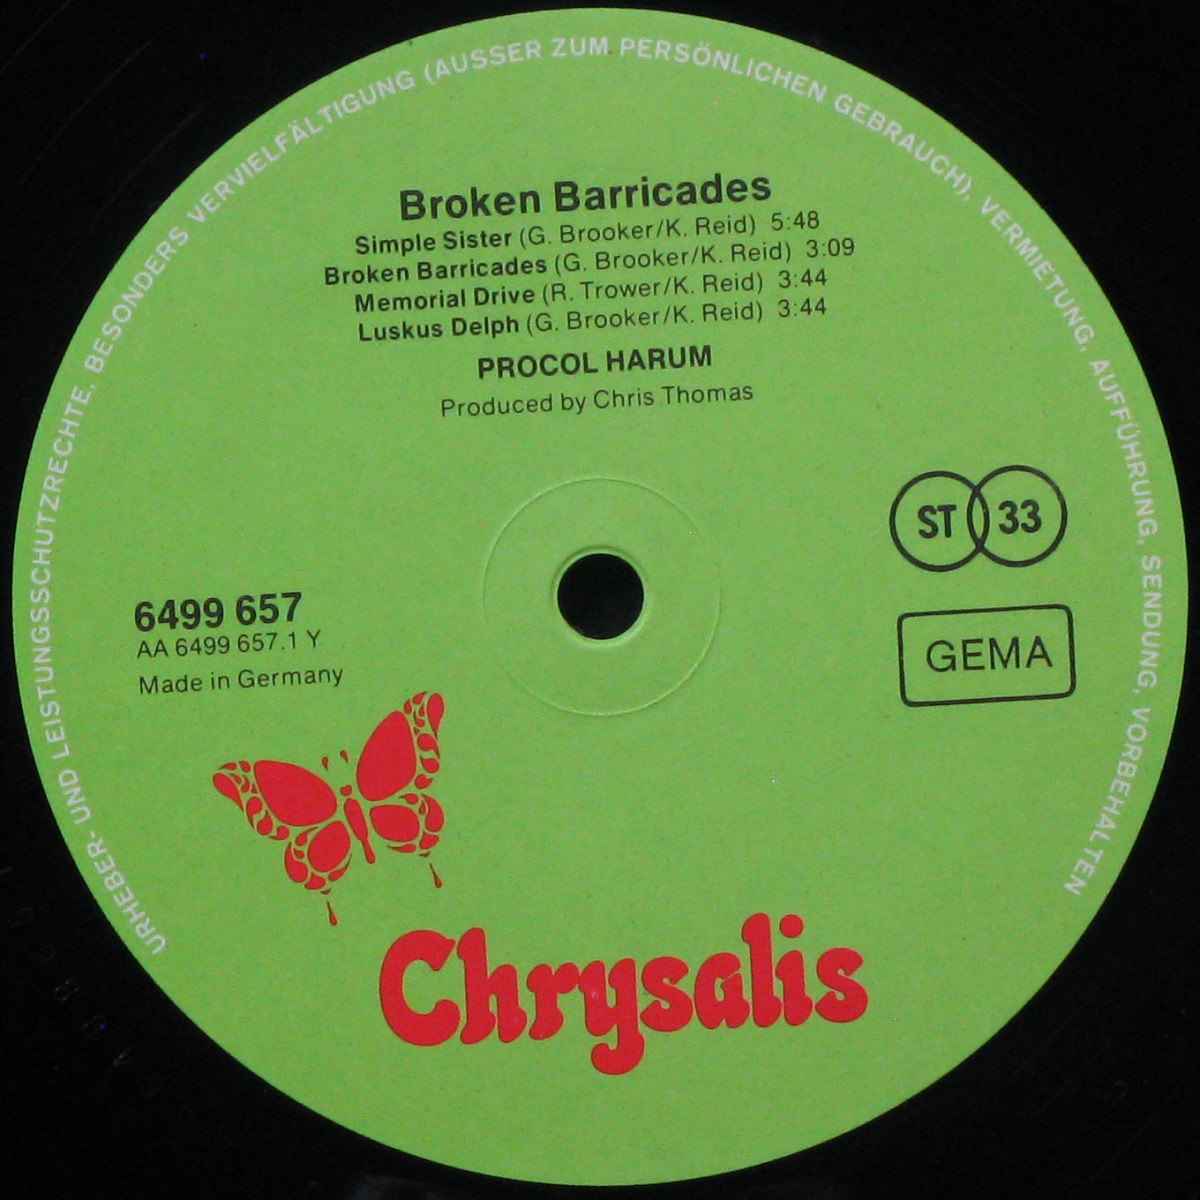 URHEBER- UND LEISTUNGSSCHUTZRECHTE, BESONDERS VERVIELFÄLTIGUNG (AUSSER ZUM PERSÖNLICHEN GEBRAUCH), VERMIETUNG, AUFFÜHRUNG, SENDUNG, VORBEHALTEN
Broken Barricades
Simple Sister (G. Brooker/K. Reid) 5:48
Broken Barricades (G. Brooker/K. Reid) 3:09
Memorial Drive (R. Trower/K. Reid) 3:44
Luskus Delph (G. Brooker/K. Reid) 3:44
PROCOL HARUM
Produced by Chris Thomas
ST 33
6499 657
AA 6499 657.1 Y
Made in Germany
GEMA
Chrysalis